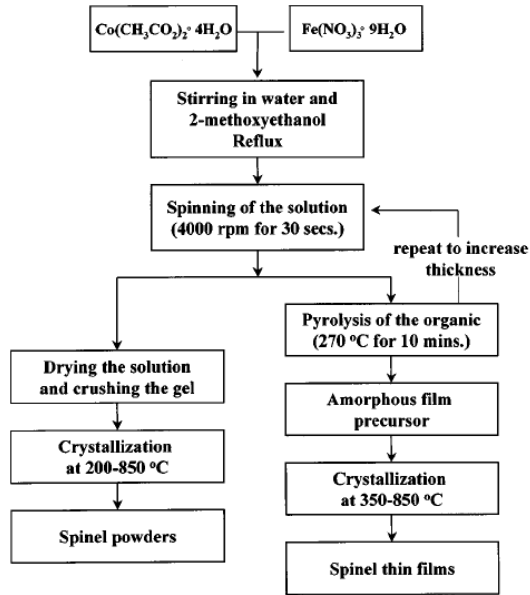 Co(CH₃CO₂)₂· 4H₂O
Fe(NO₃)₃· 9H₂O
Stirring in water and
2-methoxyethanol
Reflux
Spinning of the solution
(4000 rpm for 30 secs.)
repeat to increase
thickness
Pyrolysis of the organic
(270 °C for 10 mins.)
Drying the solution
and crushing the gel
Amorphous film
precursor
Crystallization
at 200-850 °C
Crystallization
at 350-850 °C
Spinel powders
Spinel thin films